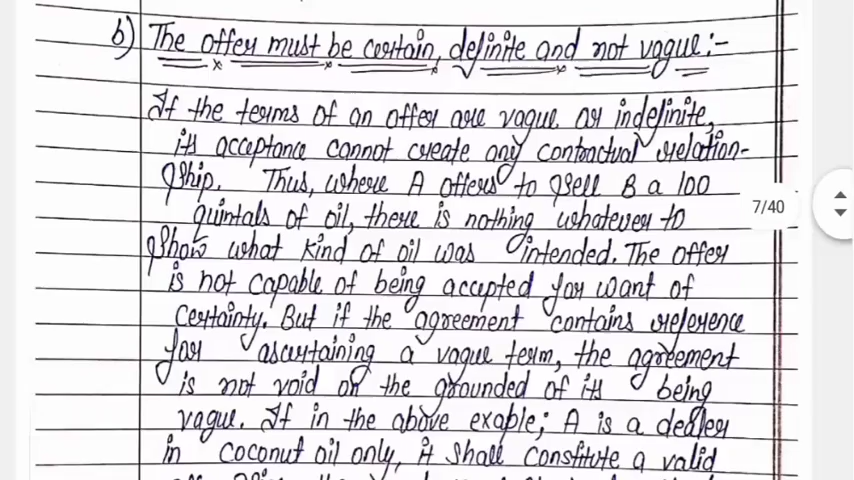 b) The offer must be certain, definite and not vague:-
If the terms of an offer are vague or indefinite,
its acceptance cannot create any contractual relation-
ship. Thus, where A offers to sell B a 100
quintals of oil, there is nothing whatever to
show what kind of oil was intended. The offer
is not capable of being accepted for want of
certainty. But if the agreement contains reference
for ascertaining a vague term, the agreement
is not void on the grounded of its being
vague. If in the above exaple; A is a dealer
in coconut oil only, it shall constitute a valid
7/40